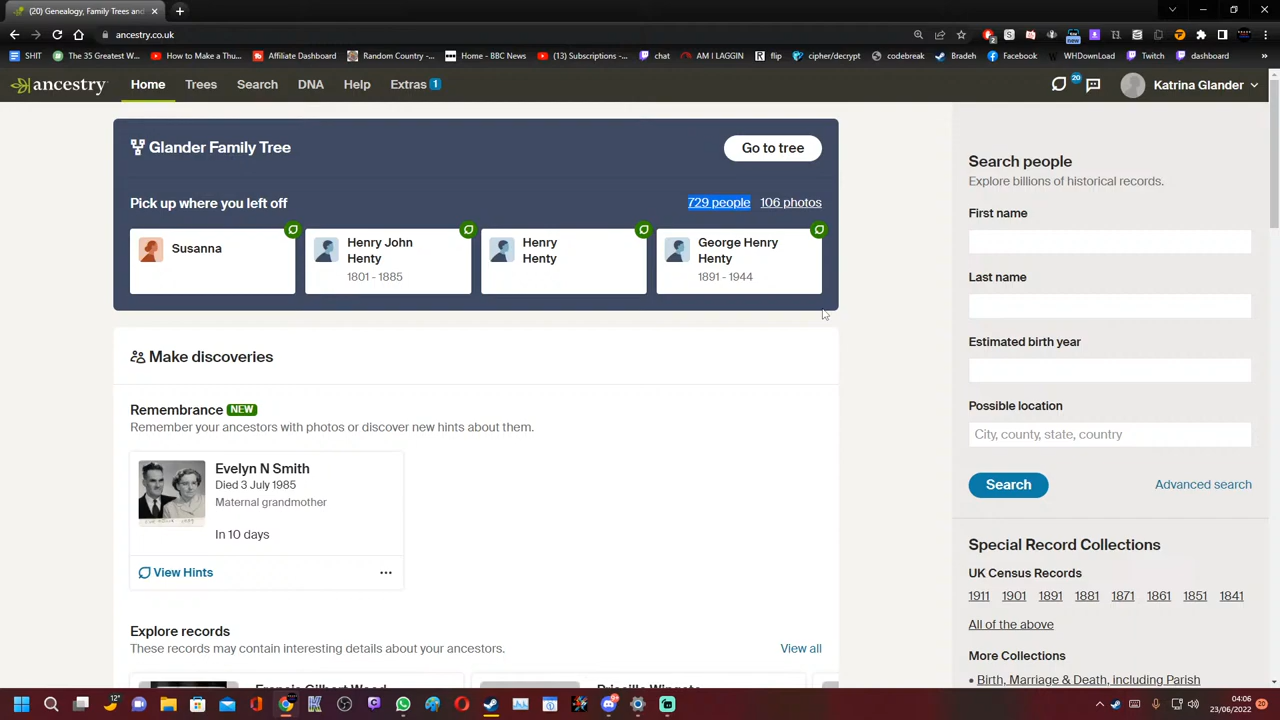 (20) Genealogy, Family Trees and
ancestry.co.uk
SHIT
The 35 Greatest W...
How to Make a Thu...
Affiliate Dashboard
Kingdom Country
Home - BBC News
(13) Subscriptions -...
chat
AM I LAGGIN
flip
cipher/decrypt
codebreak
Bradeh
Facebook
WHDownLoad
Twitch
dashboard
ancestry
Home
Trees
Search
DNA
Help
Extras 1
20
Katrina Glander
Glander Family Tree
Go to tree
Pick up where you left off
729 people
106 photos
Susanna
Henry John
Henty
1801 - 1885
Henry
Henty
George Henry
Henty
1891 - 1944
Make discoveries
Remembrance NEW
Remember your ancestors with photos or discover new hints about them.
Evelyn N Smith
Died 3 July 1985
Maternal grandmother
In 10 days
View Hints
Explore records
These records may contain interesting details about your ancestors.
View all
Search people
Explore billions of historical records.
First name
Last name
Estimated birth year
Possible location
City, county, state, country
Search
Advanced search
Special Record Collections
UK Census Records
1911 1901 1891 1881 1871 1861 1851 1841
All of the above
More Collections
• Birth, Marriage & Death, including Parish
12°
04:06
23/06/2022